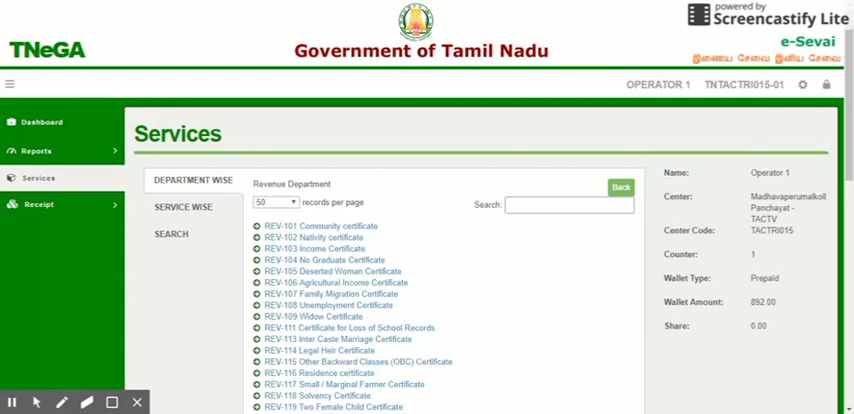 powered by
Screencastify Lite
TNeGA
Government of Tamil Nadu
e-Sevai
இணைய சேவை இனிய சேவை
OPERATOR 1 TNTACTRI015-01
Dashboard
Reports
Services
Receipt
Services
DEPARTMENT WISE
SERVICE WISE
SEARCH
Revenue Department
Back
50 records per page
Search:
REV-101 Community certificate
REV-102 Nativity certificate
REV-103 Income Certificate
REV-104 No Graduate Certificate
REV-105 Deserted Woman Certificate
REV-106 Agricultural Income Certificate
REV-107 Family Migration Certificate
REV-108 Unemployment Certificate
REV-109 Widow Certificate
REV-111 Certificate for Loss of School Records
REV-113 Inter Caste Marriage Certificate
REV-114 Legal Heir Certificate
REV-115 Other Backward Classes (OBC) Certificate
REV-116 Residence certificate
REV-117 Small / Marginal Farmer Certificate
REV-118 Solvency Certificate
REV-119 Two Female Child Certificate
Name: Operator 1
Center: Madhavaperumalkoil
Panchayat -
TACTV
Center Code: TACTRI015
Counter: 1
Wallet Type: Prepaid
Wallet Amount: 892.00
Share: 0.00